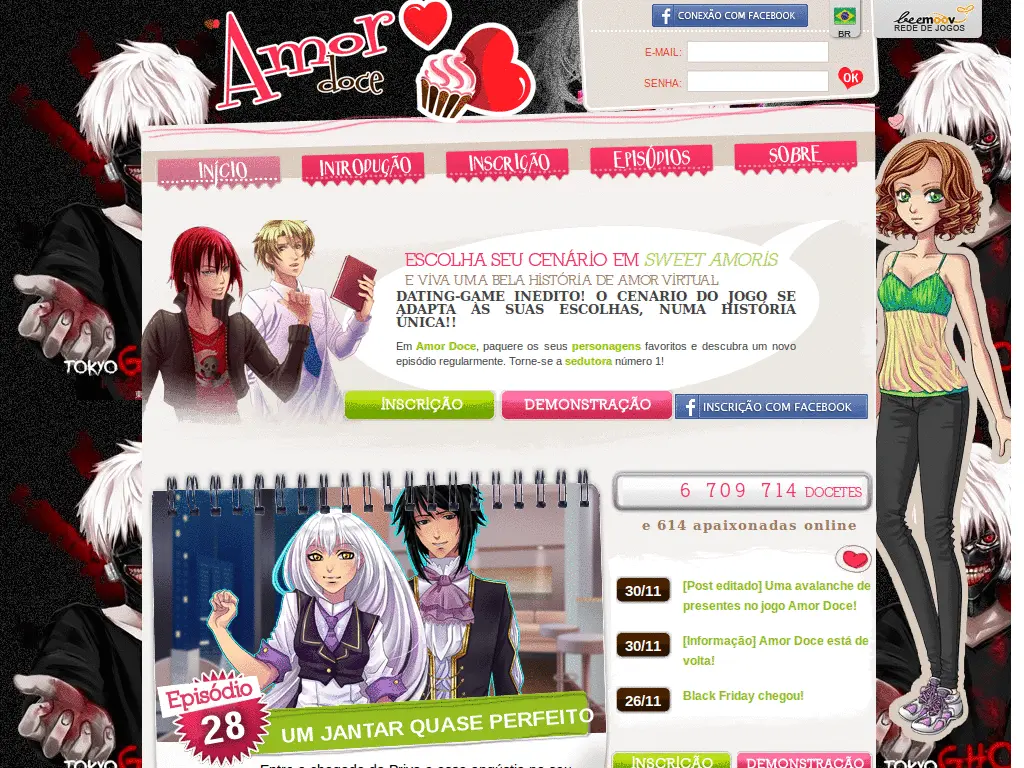 Amor
doce
CONEXÃO COM FACEBOOK
BR
beemoov
REDE DE JOGOS
E-MAIL:
SENHA:
OK
INÍCIO
INTRODUÇÃO
INSCRIÇÃO
EPISÓDIOS
SOBRE
ESCOLHA SEU CENÁRIO EM SWEET AMORIS
E VIVA UMA BELA HISTÓRIA DE AMOR VIRTUAL
DATING-GAME INEDITO! O CENARIO DO JOGO SE
ADAPTA ÀS SUAS ESCOLHAS, NUMA HISTÓRIA
ÚNICA!!
Em Amor Doce, paquere os seus personagens favoritos e descubra um novo
episódio regularmente. Torne-se a sedutora número 1!
INSCRIÇÃO
DEMONSTRAÇÃO
INSCRIÇÃO COM FACEBOOK
TOKYO G
6 709 714 DOCETES
e 614 apaixonadas online
30/11
[Post editado] Uma avalanche de
presentes no jogo Amor Doce!
30/11
[Informação] Amor Doce está de
volta!
26/11
Black Friday chegou!
Episódio
28
UM JANTAR QUASE PERFEITO
INSCRIÇÃO
DEMONSTRAÇÃO
TOKYO G
TOKYO GHO